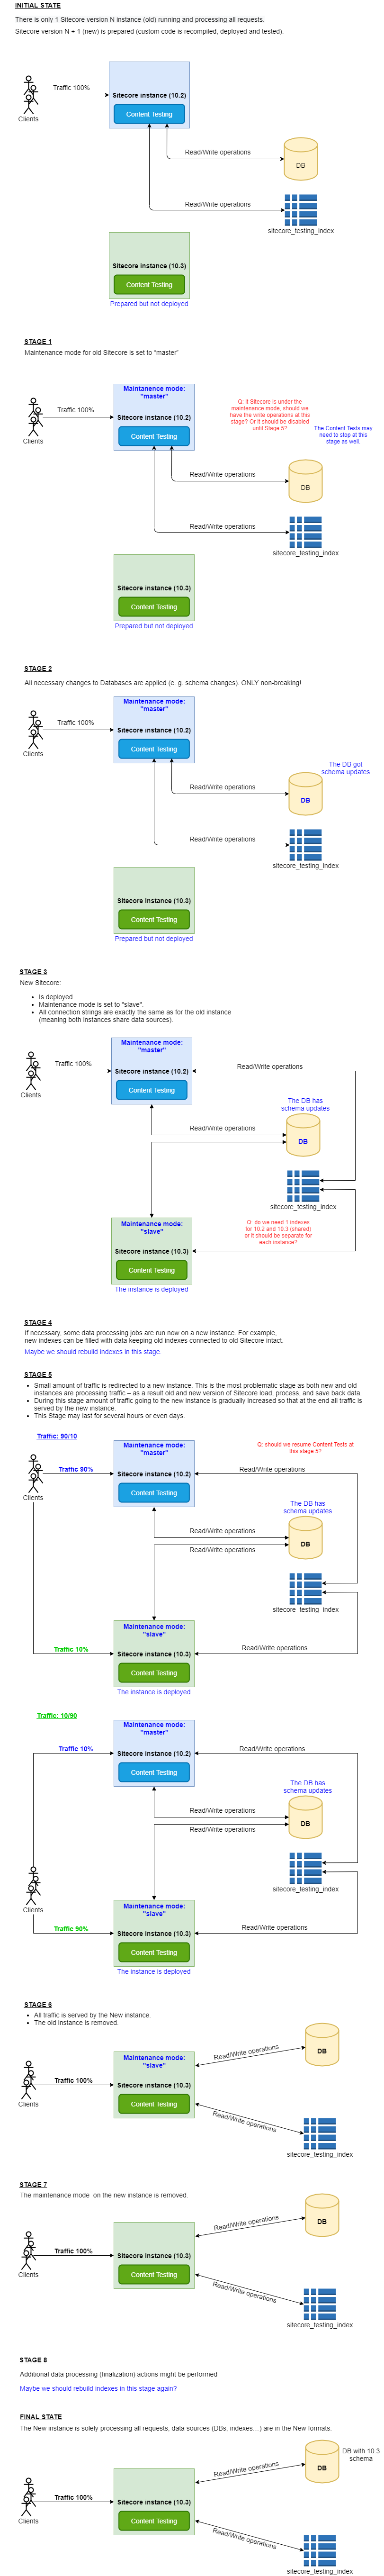 INITIAL STATE
There is only 1 Sitecore version N instance (old) running and processing all requests.
Sitecore version N + 1 (new) is prepared (custom code is recompiled, deployed and tested).
Traffic 100%
Clients
Sitecore instance (10.2)
Content Testing
Read/Write operations
DB
Read/Write operations
sitecore_testing_index
Sitecore instance (10.3)
Content Testing
Prepared but not deployed
STAGE 1
Maintenance mode for old Sitecore is set to "master"
Traffic 100%
Clients
Maintanence mode:
"master"
Sitecore instance (10.2)
Content Testing
Q: it Sitecore is under the
maintenance mode, should we
have the write operations at this
stage? Or it should be disabled
until Stage 5?
The Content Tests may
need to stop at this
stage as well.
Read/Write operations
DB
Read/Write operations
sitecore_testing_index
Sitecore instance (10.3)
Content Testing
Prepared but not deployed
STAGE 2
All necessary changes to Databases are applied (e. g. schema changes). ONLY non-breaking!
Traffic 100%
Clients
Maintenance mode:
"master"
Sitecore instance (10.2)
Content Testing
The DB got
schema updates
Read/Write operations
DB
Read/Write operations
sitecore_testing_index
Sitecore instance (10.3)
Content Testing
Prepared but not deployed
STAGE 3
New Sitecore:
• Is deployed.
• Maintenance mode is set to "slave".
• All connection strings are exactly the same as for the old instance
(meaning both instances share data sources).
Traffic 100%
Clients
Maintenance mode:
"master"
Sitecore instance (10.2)
Content Testing
Read/Write operations
The DB has
schema updates
Read/Write operations
DB
sitecore_testing_index
Maintenance mode:
"slave"
Sitecore instance (10.3)
Content Testing
The instance is deployed
Q: do we need 1 indexes
for 10.2 and 10.3 (shared)
or it should be separate for
each instance?
STAGE 4
If necessary, some data processing jobs are run now on a new instance. For example,
new indexes can be filled with data keeping old indexes connected to old Sitecore intact.
Maybe we should rebuild indexes in this stage.
STAGE 5
• Small amount of traffic is redirected to a new instance. This is the most problematic stage as both new and old
instances are processing traffic – as a result old and new version of Sitecore load, process, and save back data.
• During this stage amount of traffic going to the new instance is gradually increased so that at the end all traffic is
served by the new instance.
• This Stage may last for several hours or even days.
Traffic: 90/10
Traffic 90%
Clients
Maintenance mode:
"master"
Sitecore instance (10.2)
Content Testing
Q: should we resume Content Tests at
this stage 5?
Read/Write operations
The DB has
schema updates
Read/Write operations
DB
Read/Write operations
sitecore_testing_index
Maintenance mode:
"slave"
Traffic 10%
Sitecore instance (10.3)
Content Testing
Read/Write operations
The instance is deployed
Traffic: 10/90
Maintenance mode:
"master"
Traffic 10%
Sitecore instance (10.2)
Content Testing
Read/Write operations
The DB has
schema updates
Read/Write operations
DB
Read/Write operations
sitecore_testing_index
Clients
Maintenance mode:
"slave"
Traffic 90%
Sitecore instance (10.3)
Content Testing
Read/Write operations
The instance is deployed
STAGE 6
• All traffic is served by the New instance.
• The old instance is removed.
Traffic 100%
Clients
Maintenance mode:
"slave"
Sitecore instance (10.3)
Content Testing
Read/Write operations
DB
Read/Write operations
sitecore_testing_index
STAGE 7
The maintenance mode on the new instance is removed.
Traffic 100%
Clients
Sitecore instance (10.3)
Content Testing
Read/Write operations
DB
Read/Write operations
sitecore_testing_index
STAGE 8
Additional data processing (finalization) actions might be performed
Maybe we should rebuild indexes in this stage again?
FINAL STATE
The New instance is solely processing all requests, data sources (DBs, indexes…) are in the New formats.
Traffic 100%
Clients
Sitecore instance (10.3)
Content Testing
Read/Write operations
DB
DB with 10.3
schema
Read/Write operations
sitecore_testing_index